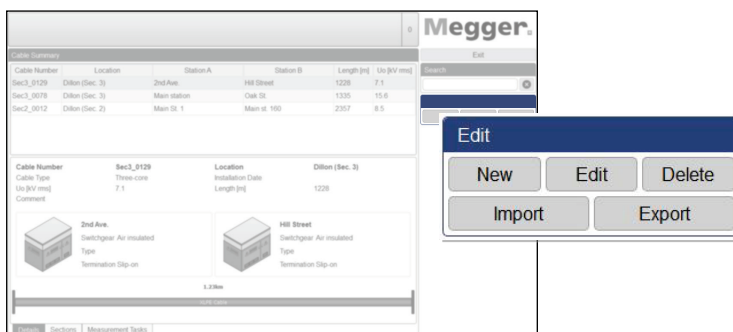 0
Megger.
Cable Summary
Exit
Cable Number Location Station A Station B Length [m] Uo [kV rms]
Search
Sec3_0129 Dillon (Sec. 3) 2nd Ave. Hill Street 1228 7.1
Sec3_0078 Dillon (Sec. 3) Main station Oak St. 1335 15.6
Sec2_0012 Dillon (Sec. 2) Main St. 1 Main st. 160 2357 8.5
Edit
New Edit Delete
Import Export
Cable Number Sec3_0129 Location Dillon (Sec. 3)
Cable Type Three-core Installation Date
Uo [kV rms] 7.1 Length [m] 1228
Comment
2nd Ave. Hill Street
Switchgear Air insulated Switchgear Air insulated
Type Type
Termination Slip-on Termination Slip-on
1.23km
Details Sections Measurement Tasks